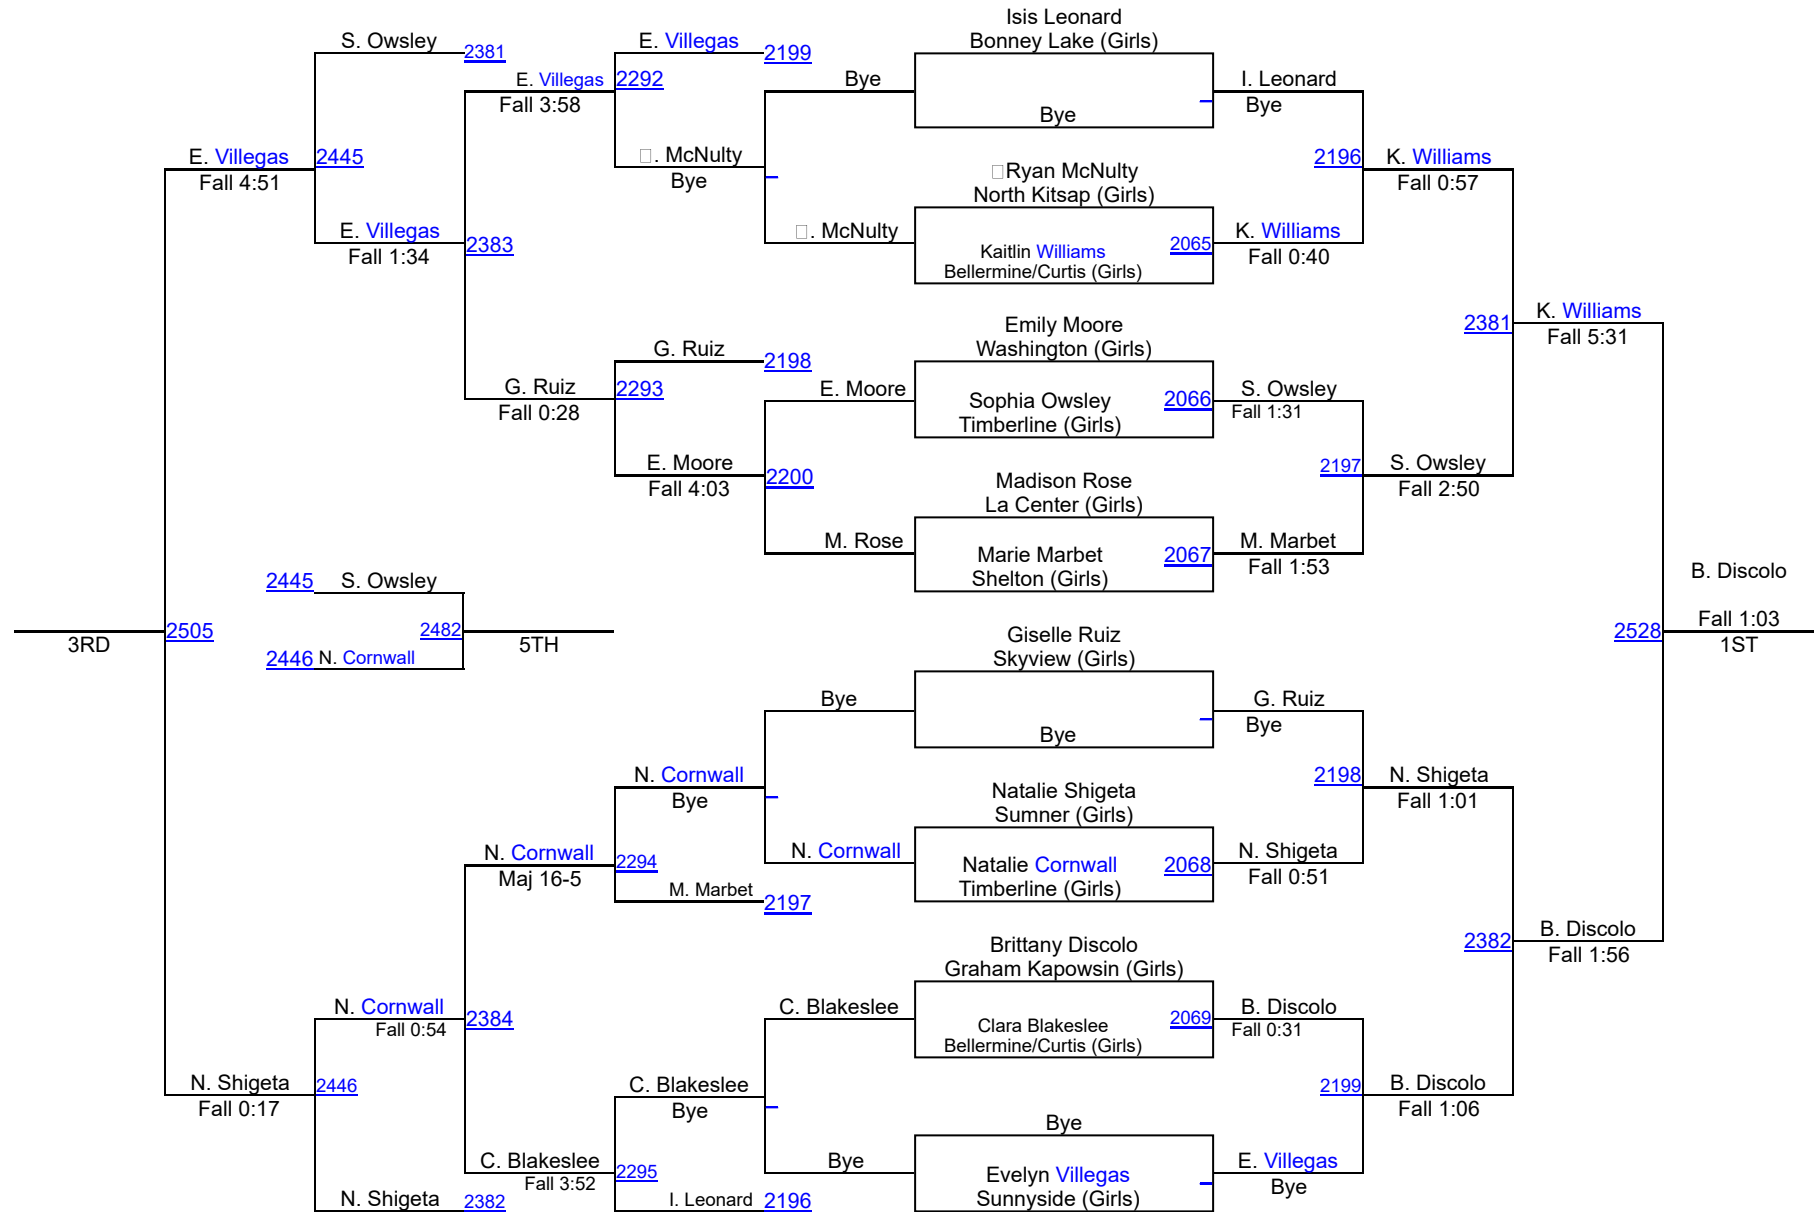 Isis Leonard
S. Owsley
2381
E. Villegas
2199
Bonney Lake (Girls)
E. Villegas
2292
Bye
I. Leonard
Fall 3:58
Bye
Bye
E. Villegas
2445
. McNulty
2196
K. Williams
Fall 4:51
Bye
Ryan McNulty
Fall 0:57
North Kitsap (Girls)
E. Villegas
2383
. McNulty
Kaitlin Williams
2065
K. Williams
Fall 1:34
Bellermine/Curtis (Girls)
Fall 0:40
2381
K. Williams
Emily Moore
Fall 5:31
G. Ruiz
2198
Washington (Girls)
G. Ruiz
2293
E. Moore
Sophia Owsley
2066
S. Owsley
Fall 0:28
Timberline (Girls)
Fall 1:31
E. Moore
2200
2197
S. Owsley
Fall 4:03
Madison Rose
Fall 2:50
La Center (Girls)
M. Rose
Marie Marbet
2067
M. Marbet
Shelton (Girls)
Fall 1:53
B. Discolo
2445
S. Owsley
3RD
2505
2482
5TH
Giselle Ruiz
2528
Fall 1:03
1ST
2446
N. Cornwall
Skyview (Girls)
Bye
G. Ruiz
Bye
Bye
N. Cornwall
2198
N. Shigeta
Bye
Natalie Shigeta
Fall 1:01
Sumner (Girls)
N. Cornwall
2294
N. Cornwall
Natalie Cornwall
2068
N. Shigeta
Maj 16-5
M. Marbet
2197
Timberline (Girls)
Fall 0:51
Brittany Discolo
2382
B. Discolo
Graham Kapowsin (Girls)
Fall 1:56
N. Cornwall
2384
C. Blakeslee
Clara Blakeslee
2069
B. Discolo
Fall 0:54
Bellermine/Curtis (Girls)
Fall 0:31
N. Shigeta
2446
C. Blakeslee
2199
B. Discolo
Fall 0:17
Bye
Bye
Fall 1:06
C. Blakeslee
2295
Bye
Evelyn Villegas
E. Villegas
Fall 3:52
Sunnyside (Girls)
Bye
N. Shigeta
2382
I. Leonard
2196